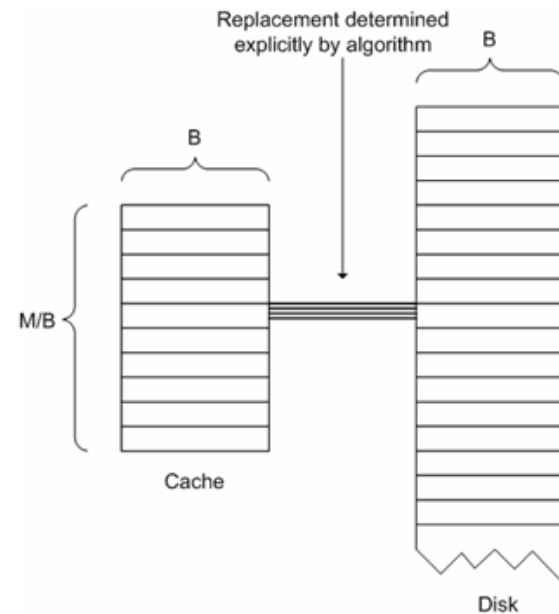 Replacement determined
explicitly by algorithm
B
B
M/B
Cache
Disk